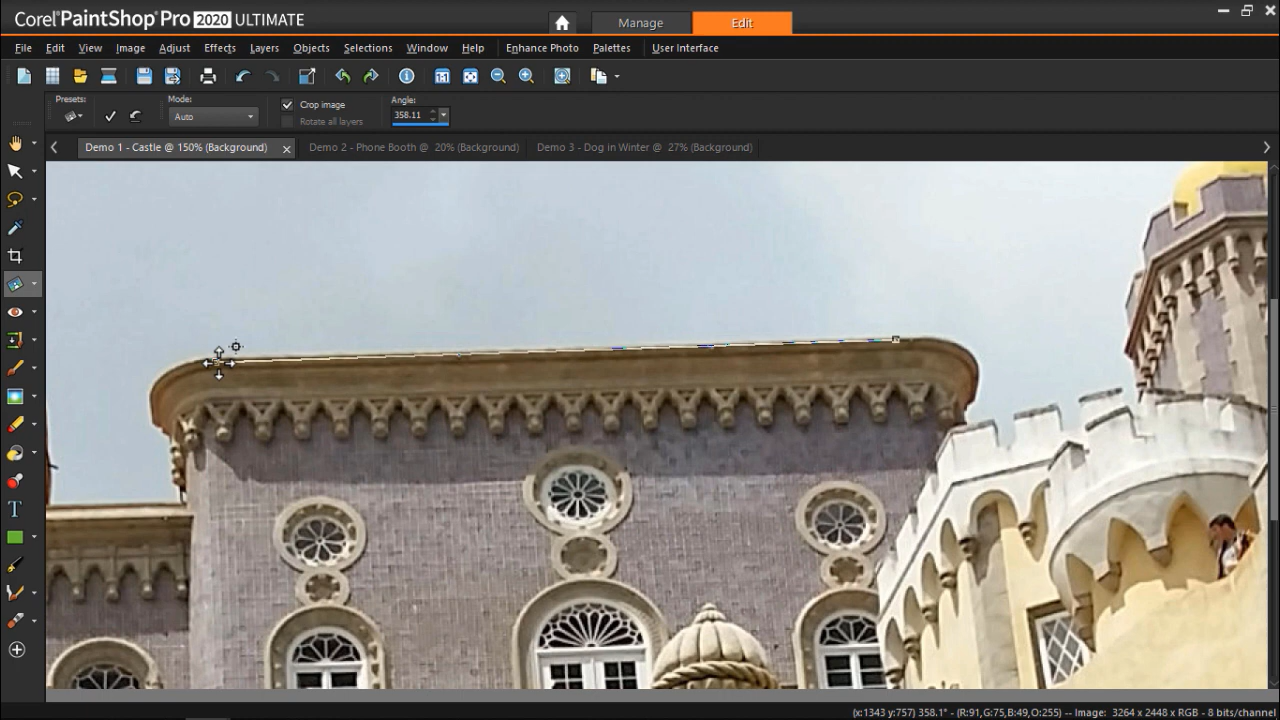 Corel PaintShop Pro 2020 ULTIMATE
Manage
Edit
File Edit View Image Adjust Effects Layers Objects Selections Window Help Enhance Photo Palettes User Interface
1:1
Presets:
Mode:
Auto
Crop image
Rotate all layers
Angle:
358.11
Demo 1 - Castle @ 150% (Background)
Demo 2 - Phone Booth @ 20% (Background)
Demo 3 - Dog in Winter @ 27% (Background)
T
(x:1343 y:757) 358.1° - (R:91,G:75,B:49,O:255) -- Image: 3264 x 2448 x RGB - 8 bits/channel